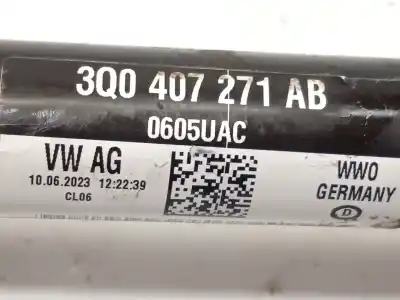 3Q0 407 271 AB
0605UAC
VW AG
10.06.2023 12:22:39
CL06
WWO
GERMANY
D